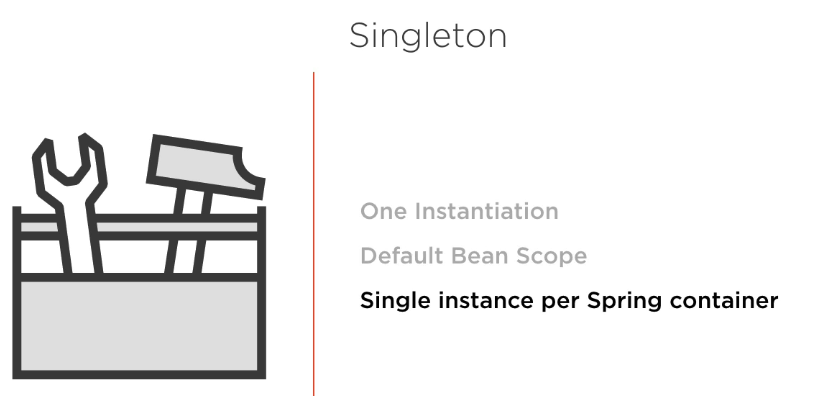 Singleton
One Instantiation
Default Bean Scope
Single instance per Spring container